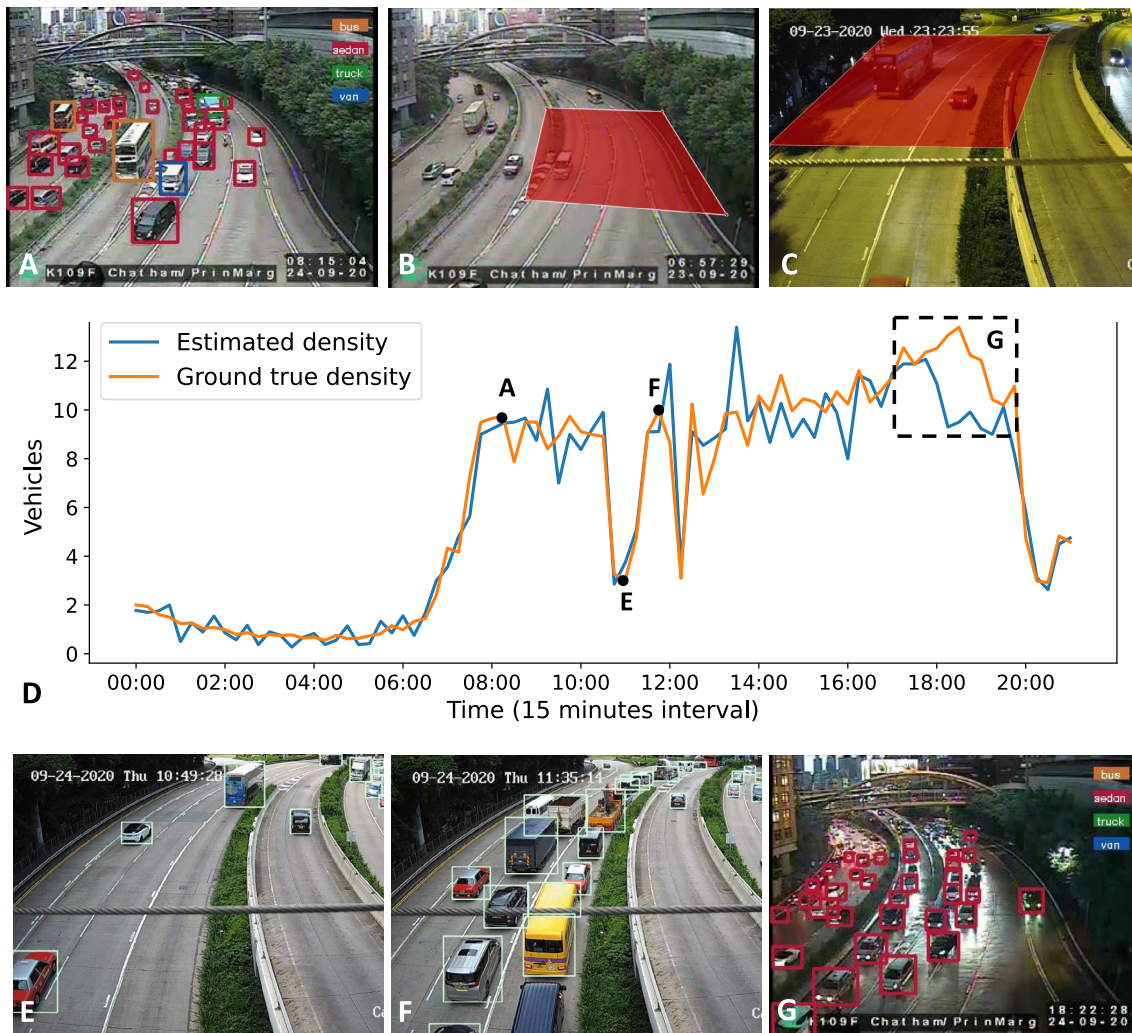 bus
sedan
truck
van
A
K109F Chatham/PrinMarg
08:15:04
24-09-20
B
K109F Chatham/PrinMarg
06:57:29
23-09-20
09-23-2020 Wed 23:23:55
C
Estimated density
Ground true density
A
F
G
E
Vehicles
12
10
8
6
4
2
0
00:00 02:00 04:00 06:00 08:00 10:00 12:00 14:00 16:00 18:00 20:00
Time (15 minutes interval)
D
09-24-2020 Thu 10:49:28
E
09-24-2020 Thu 11:35:14
F
Ca
bus
sedan
truck
van
G
K109F Chatham/PrinMarg
18:22:28
24-09-20